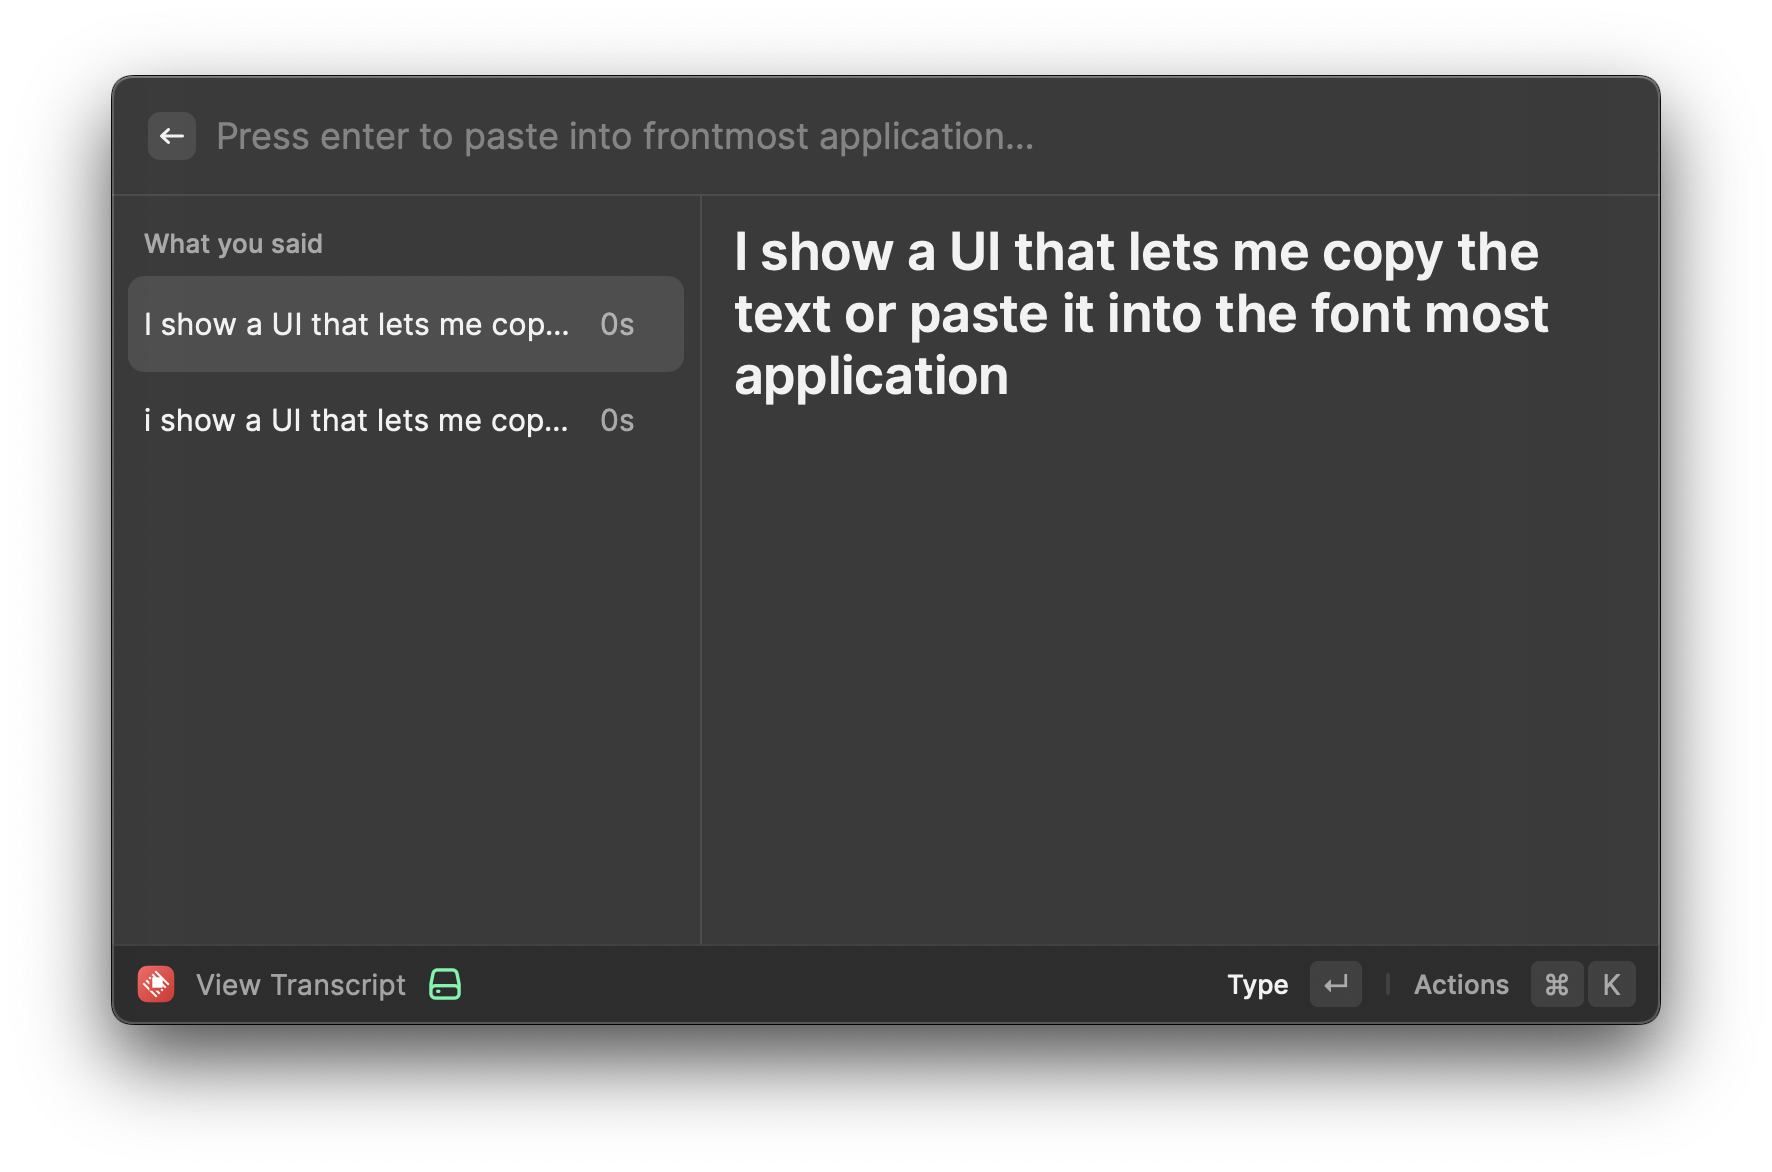 Press enter to paste into frontmost application...
What you said
I show a UI that lets me cop... 0s
i show a UI that lets me cop... 0s
I show a UI that lets me copy the
text or paste it into the font most
application
View Transcript
Type ↵ | Actions ⌘ K